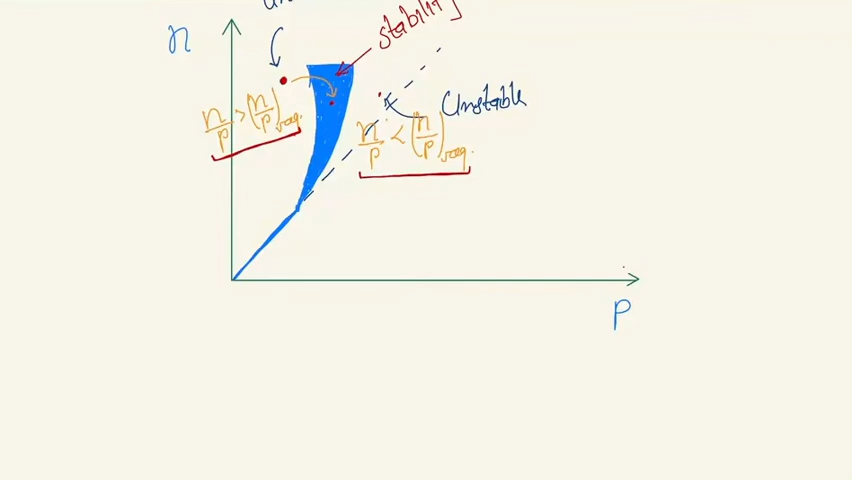 n
stability
Unstable
n/p > (n/p)req.
n/p < (n/p)req.
P